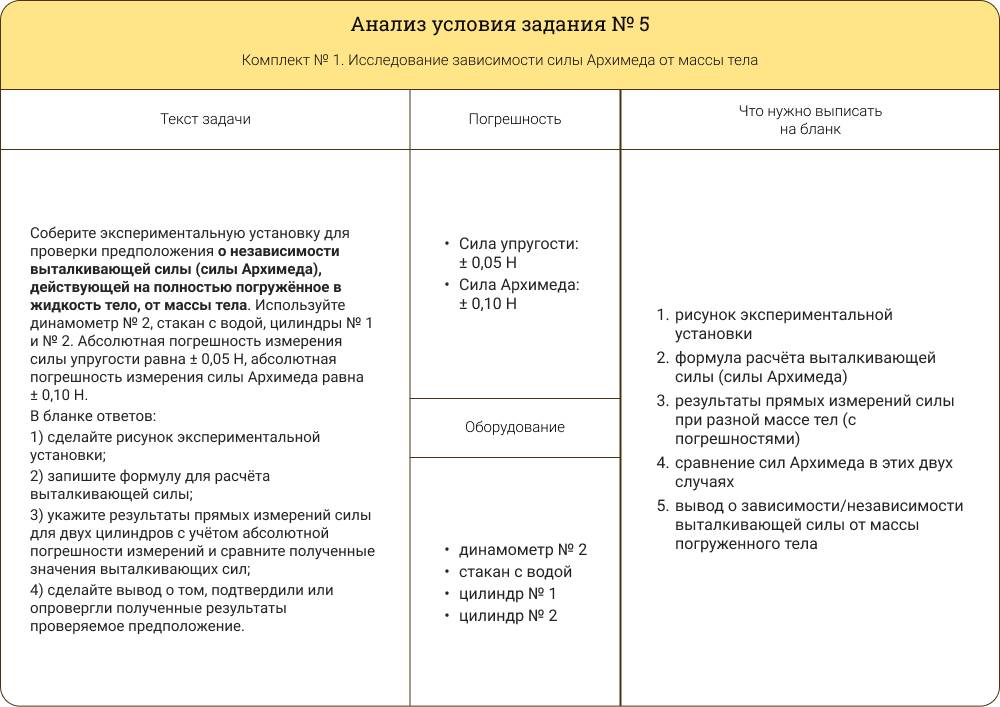 Анализ условия задания № 5
Комплект № 1. Исследование зависимости силы Архимеда от массы тела
Текст задачи
Погрешность
Что нужно выписать
на бланк
Соберите экспериментальную установку для
проверки предположения о независимости
выталкивающей силы (силы Архимеда),
действующей на полностью погружённое в
жидкость тело, от массы тела. Используйте
динамометр № 2, стакан с водой, цилиндры № 1
и № 2. Абсолютная погрешность измерения
силы упругости равна ± 0,05 Н, абсолютная
погрешность измерения силы Архимеда равна
± 0,10 Н.
В бланке ответов:
1) сделайте рисунок экспериментальной
установки;
2) запишите формулу для расчёта
выталкивающей силы;
3) укажите результаты прямых измерений силы
для двух цилиндров с учётом абсолютной
погрешности измерений и сравните полученные
значения выталкивающих сил;
4) сделайте вывод о том, подтвердили или
опровергли полученные результаты
проверяемое предположение.
• Сила упругости:
± 0,05 Н
• Сила Архимеда:
± 0,10 Н
Оборудование
• динамометр № 2
• стакан с водой
• цилиндр № 1
• цилиндр № 2
1. рисунок экспериментальной
установки
2. формула расчёта выталкивающей
силы (силы Архимеда)
3. результаты прямых измерений силы
при разной массе тел (с
погрешностями)
4. сравнение сил Архимеда в этих двух
случаях
5. вывод о зависимости/независимости
выталкивающей силы от массы
погруженного тела